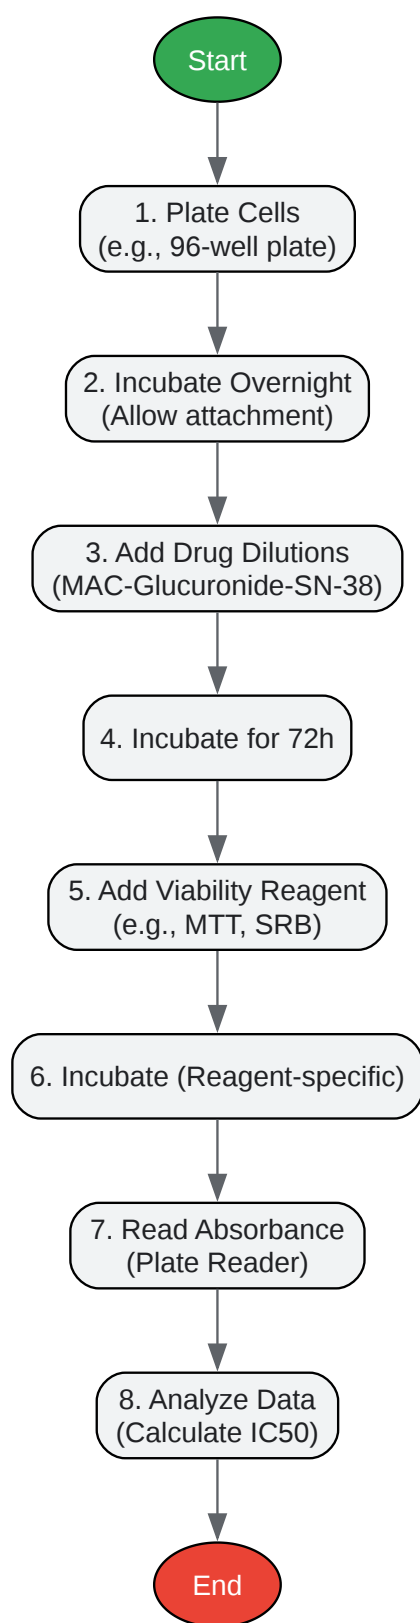 Start
1. Plate Cells
(e.g., 96-well plate)
2. Incubate Overnight
(Allow attachment)
3. Add Drug Dilutions
(MAC-Glucuronide-SN-38)
4. Incubate for 72h
5. Add Viability Reagent
(e.g., MTT, SRB)
6. Incubate (Reagent-specific)
7. Read Absorbance
(Plate Reader)
8. Analyze Data
(Calculate IC50)
End